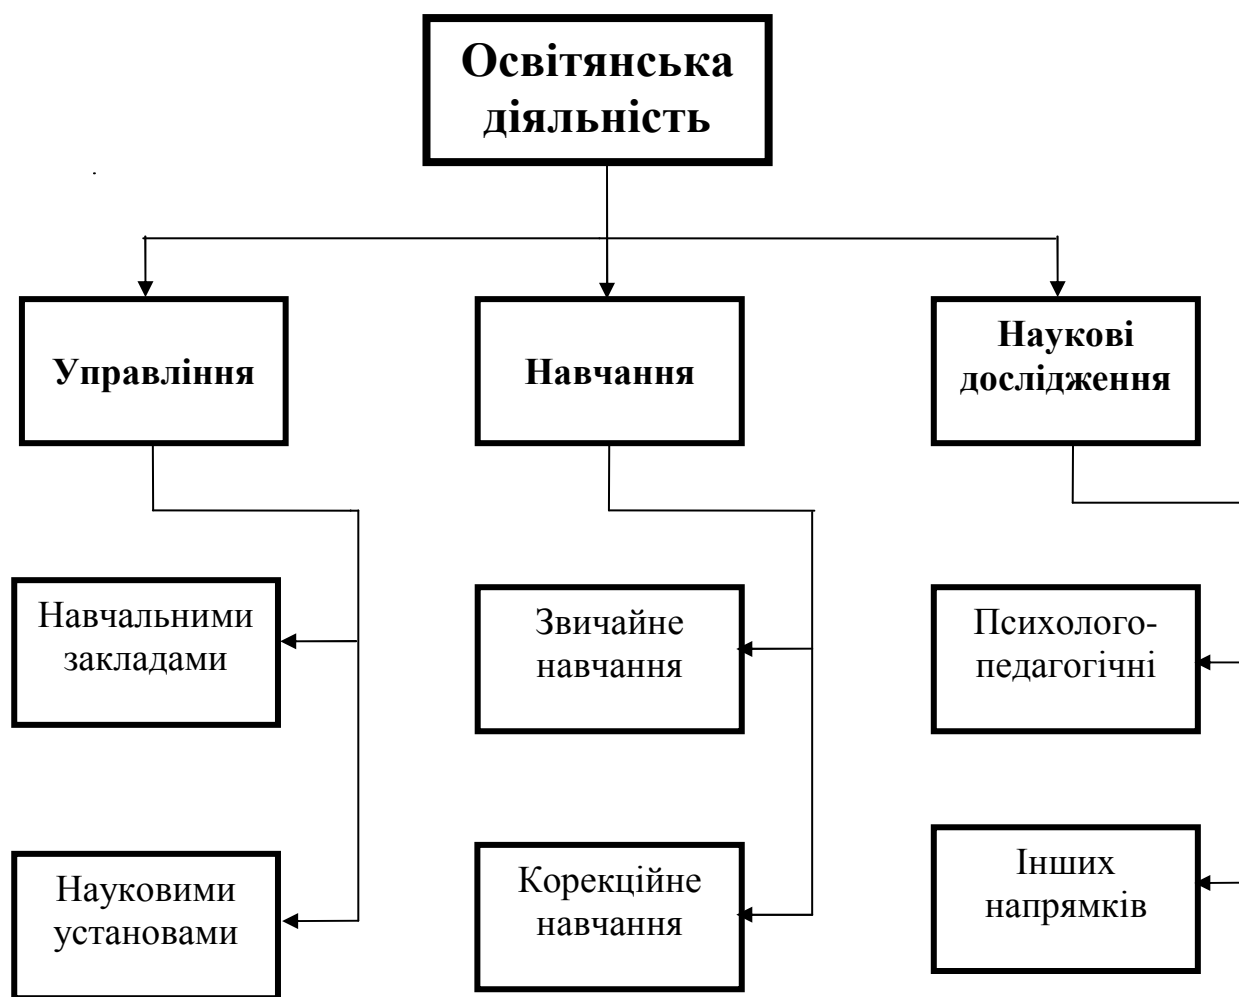 Освітянська
діяльність
Управління
Навчання
Наукові
дослідження
Навчальними
закладами
Звичайне
навчання
Психолого-
педагогічні
Науковими
установами
Корекційне
навчання
Інших
напрямків